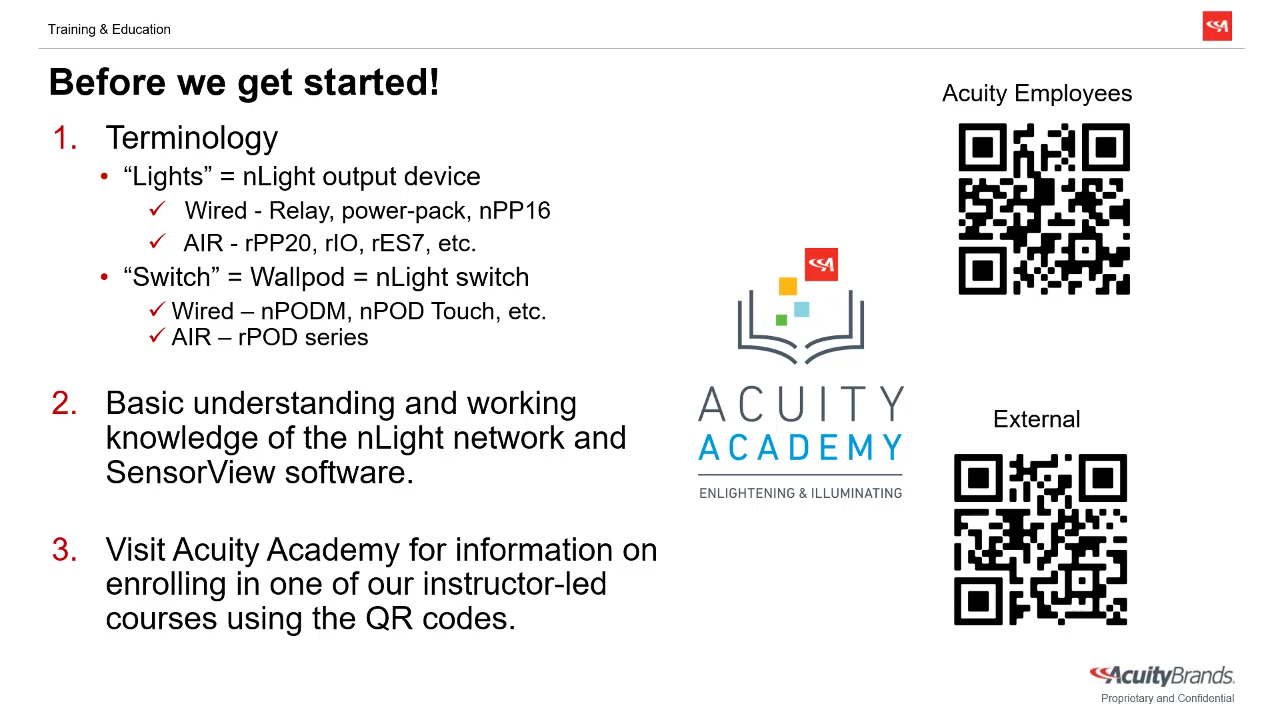 Training & Education
Before we get started!
1. Terminology
• “Lights” = nLight output device
✓ Wired - Relay, power-pack, nPP16
✓ AIR - rPP20, rIO, rES7, etc.
• “Switch” = Wallpod = nLight switch
✓ Wired – nPODM, nPOD Touch, etc.
✓ AIR – rPOD series
2. Basic understanding and working
knowledge of the nLight network and
SensorView software.
3. Visit Acuity Academy for information on
enrolling in one of our instructor-led
courses using the QR codes.
ACUITY
ACADEMY
ENLIGHTENING & ILLUMINATING
Acuity Employees
External
AcuityBrands.
Proprietary and Confidential